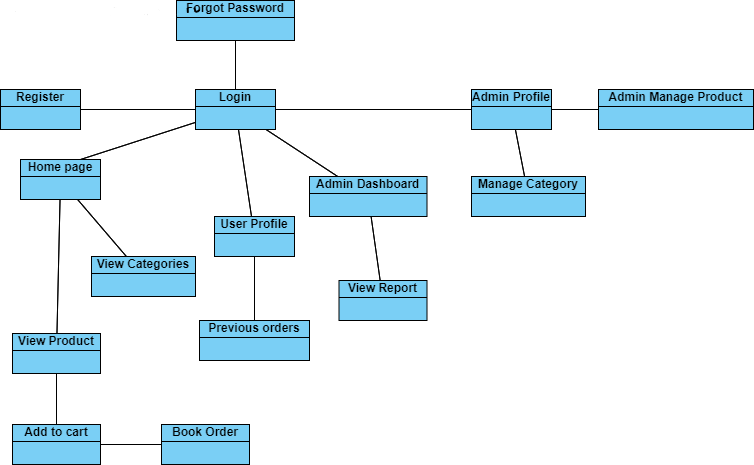 Forgot Password
Register
Login
Admin Profile
Admin Manage Product
Home page
Admin Dashboard
Manage Category
User Profile
View Categories
View Report
Previous orders
View Product
Add to cart
Book Order